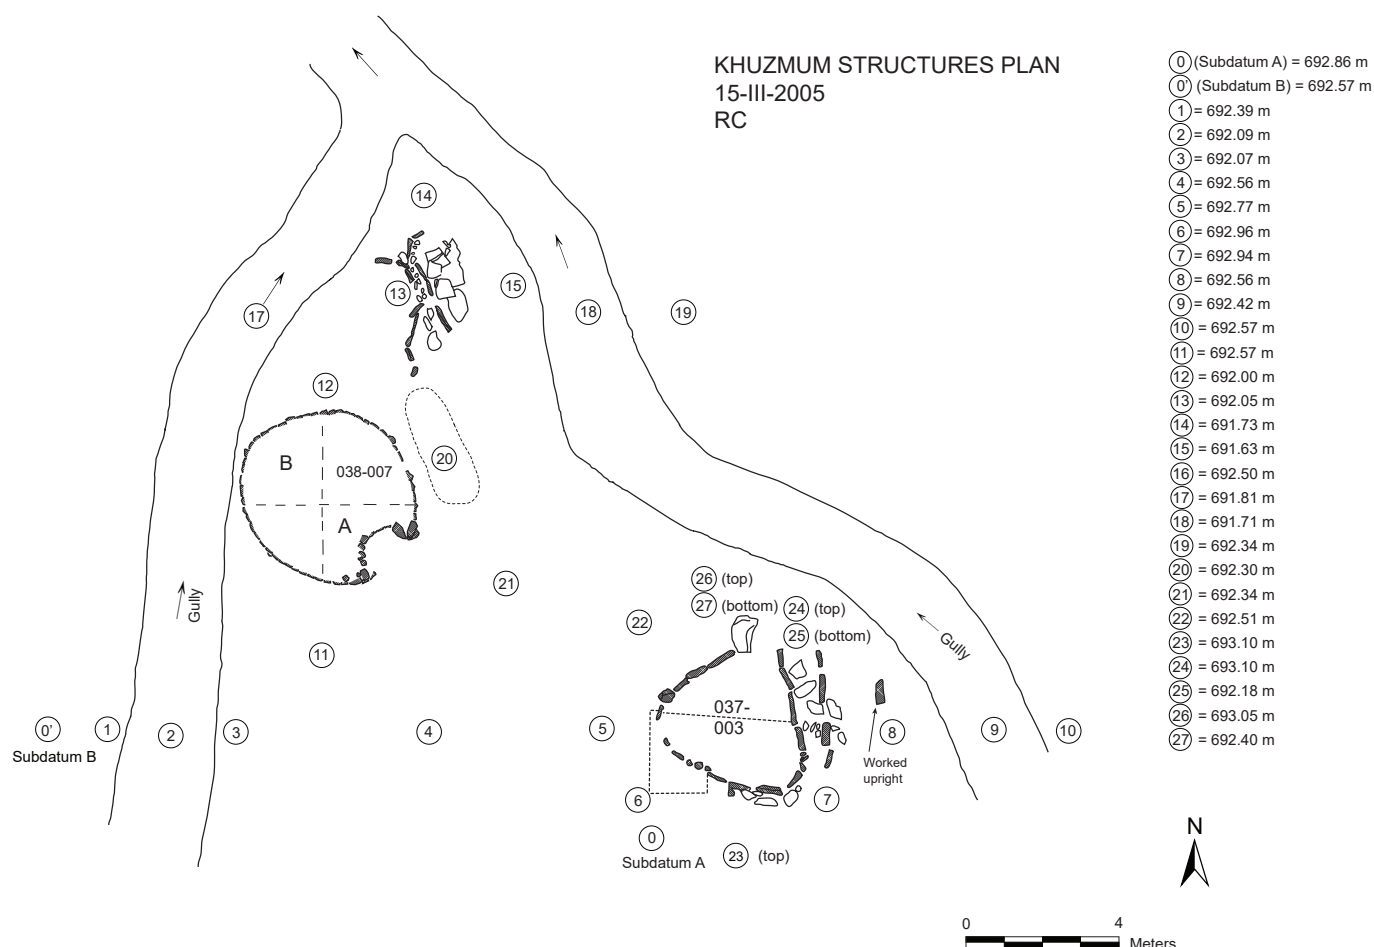 KHUZMUM STRUCTURES PLAN
15-III-2005
RC
0 (Subdatum A) = 692.86 m
0' (Subdatum B) = 692.57 m
1 = 692.39 m
2 = 692.09 m
3 = 692.07 m
4 = 692.56 m
5 = 692.77 m
6 = 692.96 m
7 = 692.94 m
8 = 692.56 m
9 = 692.42 m
10 = 692.57 m
11 = 692.57 m
12 = 692.00 m
13 = 692.05 m
14 = 691.73 m
15 = 691.63 m
16 = 692.50 m
17 = 691.81 m
18 = 691.71 m
19 = 692.34 m
20 = 692.30 m
21 = 692.34 m
22 = 692.51 m
23 = 693.10 m
24 = 693.10 m
25 = 692.18 m
26 = 693.05 m
27 = 692.40 m
14
15
13
17
18
19
12
B
038-007
20
A
21
Gully
26 (top)
27 (bottom)
24 (top)
25 (bottom)
22
Gully
11
037-
003
0'
Subdatum B
1
2
3
4
5
8
9
10
Worked
upright
6
7
0
Subdatum A
23 (top)
N
0 4
Meters